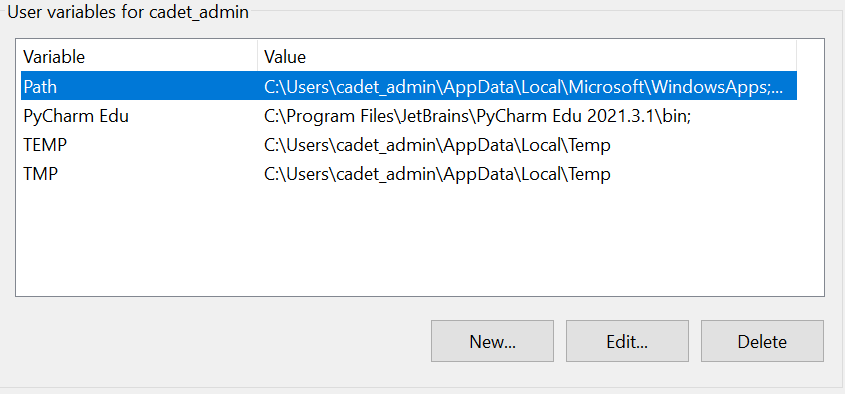 User variables for cadet_admin
Variable Value
Path C:\Users\cadet_admin\AppData\Local\Microsoft\WindowsApps;...
PyCharm Edu C:\Program Files\JetBrains\PyCharm Edu 2021.3.1\bin;
TEMP C:\Users\cadet_admin\AppData\Local\Temp
TMP C:\Users\cadet_admin\AppData\Local\Temp
New... Edit... Delete